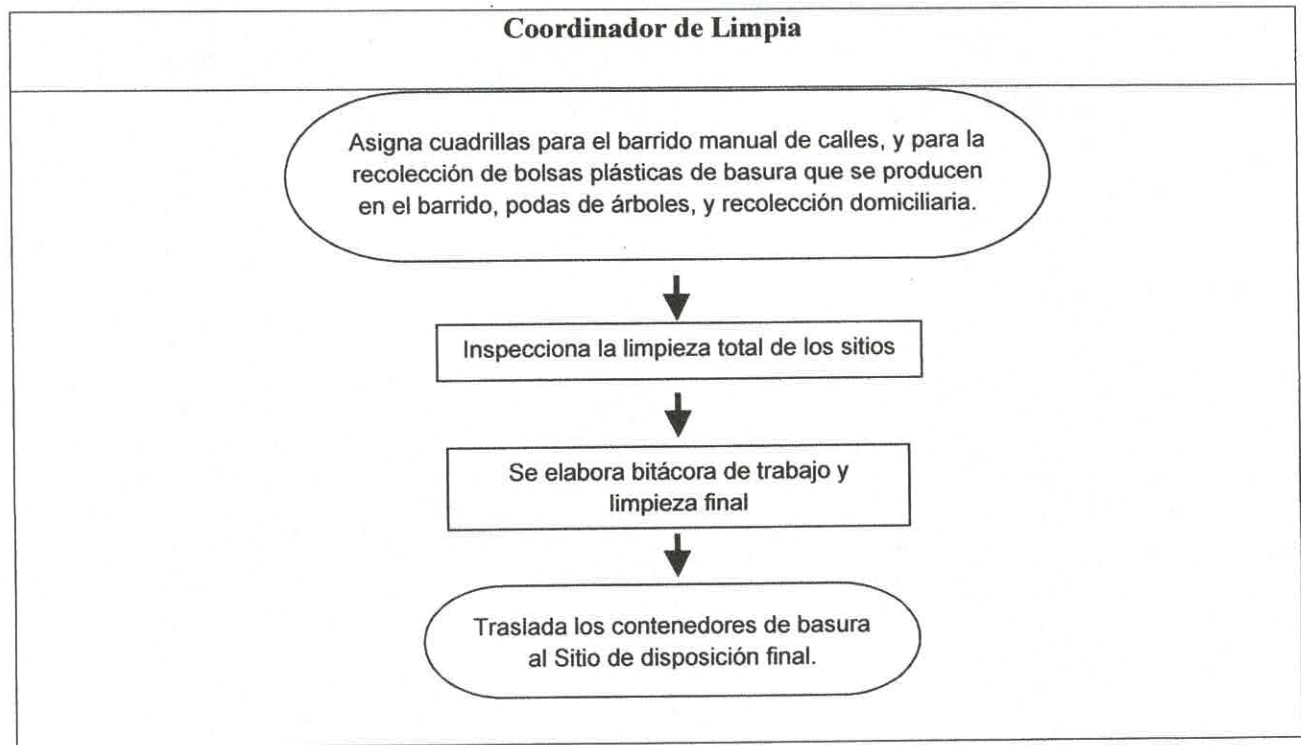 Coordinador de Limpia
Asigna cuadrillas para el barrido manual de calles, y para la
recolección de bolsas plásticas de basura que se producen
en el barrido, podas de árboles, y recolección domiciliaria.
Inspecciona la limpieza total de los sitios
Se elabora bitácora de trabajo y
limpieza final
Traslada los contenedores de basura
al Sitio de disposición final.